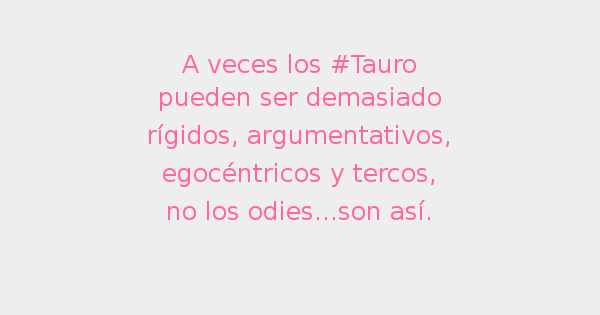 A veces los #Tauro
pueden ser demasiado
rígidos, argumentativos,
egocéntricos y tercos,
no los odies...son así.